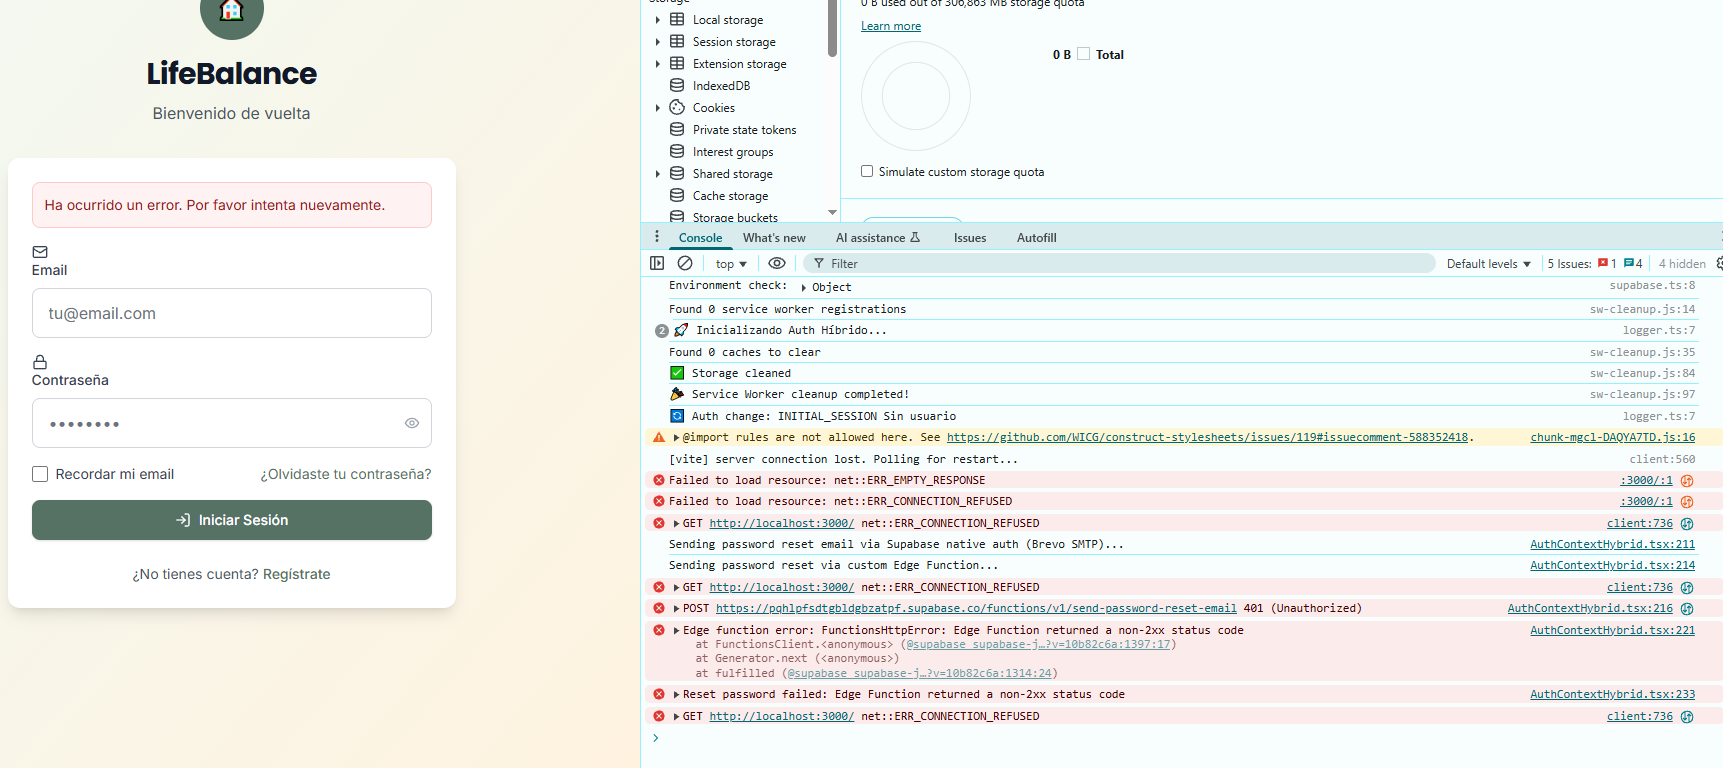 LifeBalance
Bienvenido de vuelta
Ha ocurrido un error. Por favor intenta nuevamente.
Email
tu@email.com
Contraseña
••••••••
Recordar mi email
¿Olvidaste tu contraseña?
Iniciar Sesión
¿No tienes cuenta? Regístrate
Storage
Local storage
Session storage
Extension storage
IndexedDB
Cookies
Private state tokens
Interest groups
Shared storage
Cache storage
Storage buckets
0 B used out of 306,863 MB storage quota
Learn more
0 B Total
Simulate custom storage quota
Console What's new AI assistance Issues Autofill
top Filter Default levels 5 Issues: 1 4 4 hidden
Environment check: Object supabase.ts:8
Found 0 service worker registrations sw-cleanup.js:14
2 🚀 Inicializando Auth Híbrido... logger.ts:7
Found 0 caches to clear sw-cleanup.js:35
✅ Storage cleaned sw-cleanup.js:84
🎉 Service Worker cleanup completed! sw-cleanup.js:97
🔄 Auth change: INITIAL_SESSION Sin usuario logger.ts:7
@import rules are not allowed here. See https://github.com/WICG/construct-stylesheets/issues/119#issuecomment-588352418. chunk-mgcl-DAQYA7TD.js:16
[vite] server connection lost. Polling for restart... client:560
Failed to load resource: net::ERR_EMPTY_RESPONSE :3000/:1
Failed to load resource: net::ERR_CONNECTION_REFUSED :3000/:1
GET http://localhost:3000/ net::ERR_CONNECTION_REFUSED client:736
Sending password reset email via Supabase native auth (Brevo SMTP)... AuthContextHybrid.tsx:211
Sending password reset via custom Edge Function... AuthContextHybrid.tsx:214
GET http://localhost:3000/ net::ERR_CONNECTION_REFUSED client:736
POST https://pqhlpfsdtgbldgbzatpf.supabase.co/functions/v1/send-password-reset-email 401 (Unauthorized) AuthContextHybrid.tsx:216
Edge function error: FunctionsHttpError: Edge Function returned a non-2xx status code AuthContextHybrid.tsx:221
at FunctionsClient.<anonymous> (@supabase_supabase-j…?v=10b82c6a:1397:17)
at Generator.next (<anonymous>)
at fulfilled (@supabase_supabase-j…?v=10b82c6a:1314:24)
Reset password failed: Edge Function returned a non-2xx status code AuthContextHybrid.tsx:233
GET http://localhost:3000/ net::ERR_CONNECTION_REFUSED client:736